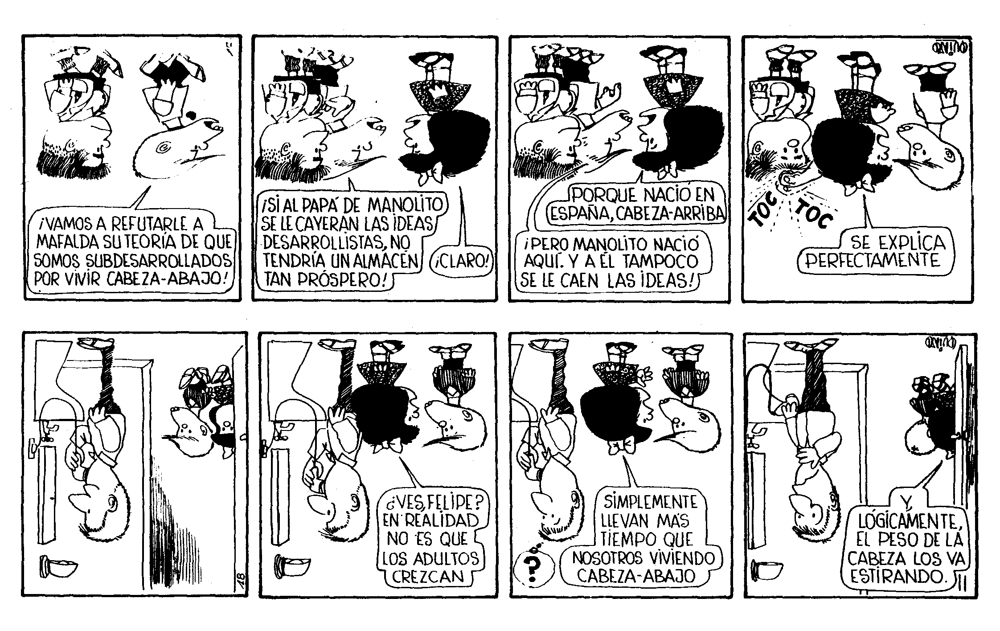 ¡VAMOS A REFUTARLE A
MAFALDA SU TEORÍA DE QUE
SOMOS SUBDESARROLLADOS
POR VIVIR CABEZA-ABAJO!
¡SI AL PAPÁ DE MANOLITO
SE LE CAYERAN LAS IDEAS
DESARROLLISTAS, NO
TENDRÍA UN ALMACÉN
TAN PRÓSPERO!
¡CLARO!
PORQUE NACIÓ EN
ESPAÑA, CABEZA-ARRIBA
¡PERO MANOLITO NACIÓ
AQUÍ. Y A ÉL TAMPOCO
SE LE CAEN LAS IDEAS!
QUINO
TOC
TOC
SE EXPLICA
PERFECTAMENTE
18
¿VES, FELIPE?
EN REALIDAD
NO ES QUE
LOS ADULTOS
CREZCAN
SIMPLEMENTE
LLEVAN MÁS
TIEMPO QUE
NOSOTROS VIVIENDO
CABEZA-ABAJO
?
QUINO
Y
LÓGICAMENTE,
EL PESO DE LA
CABEZA LOS VA
ESTIRANDO.